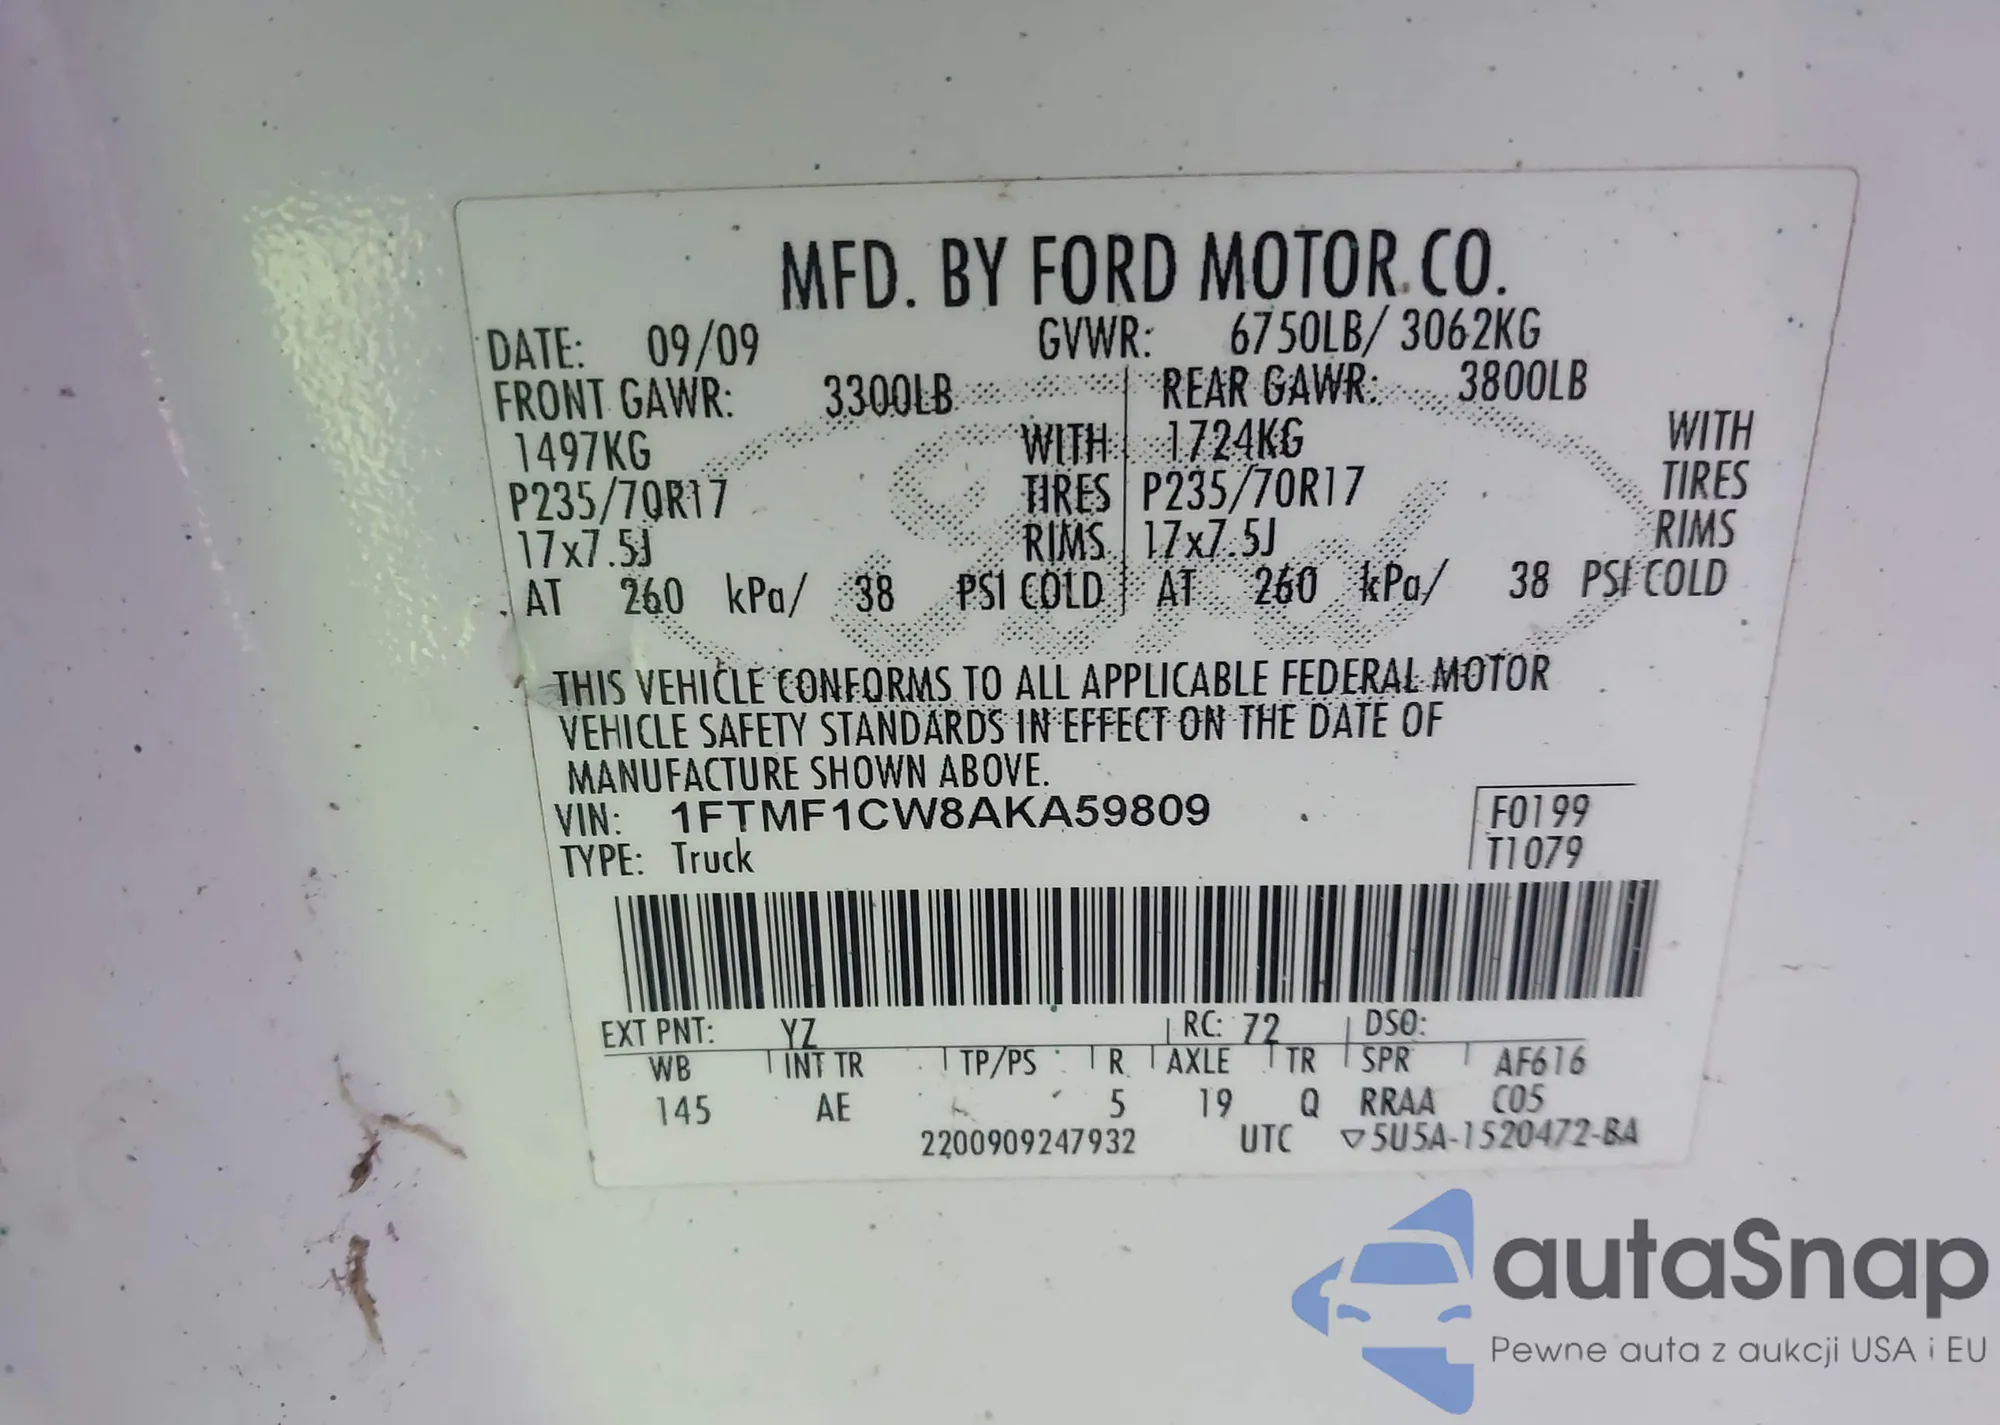 MFD. BY FORD MOTOR CO.
DATE: 09/09 GVWR: 6750LB/ 3062KG
FRONT GAWR: 3300LB REAR GAWR: 3800LB
1497KG WITH 1724KG WITH
P235/70R17 TIRES P235/70R17 TIRES
17x7.5J RIMS 17x7.5J RIMS
AT 260 kPa/ 38 PSI COLD AT 260 kPa/ 38 PSI COLD
THIS VEHICLE CONFORMS TO ALL APPLICABLE FEDERAL MOTOR
VEHICLE SAFETY STANDARDS IN EFFECT ON THE DATE OF
MANUFACTURE SHOWN ABOVE.
VIN: 1FTMF1CW8AKA59809 F0199
TYPE: Truck T1079
EXT PNT: YZ RC: 72 DSO:
WB INT TR TP/PS R AXLE TR SPR AF616
145 AE 5 19 Q RRAA C05
2200909247932 UTC ▽5U5A-1520472-BA
autaSnap
Pewne auta z aukcji USA i EU